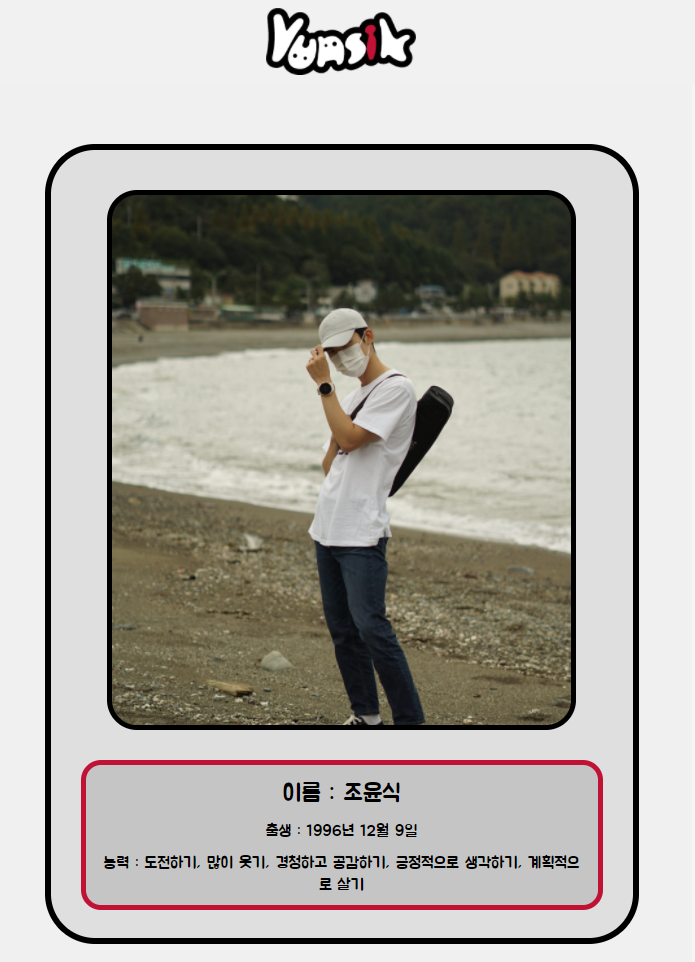 Yunsik
이름 : 조윤식
출생 : 1996년 12월 9일
능력 : 도전하기, 많이 웃기, 경청하고 공감하기, 긍정적으로 생각하기, 계획적으
로 살기